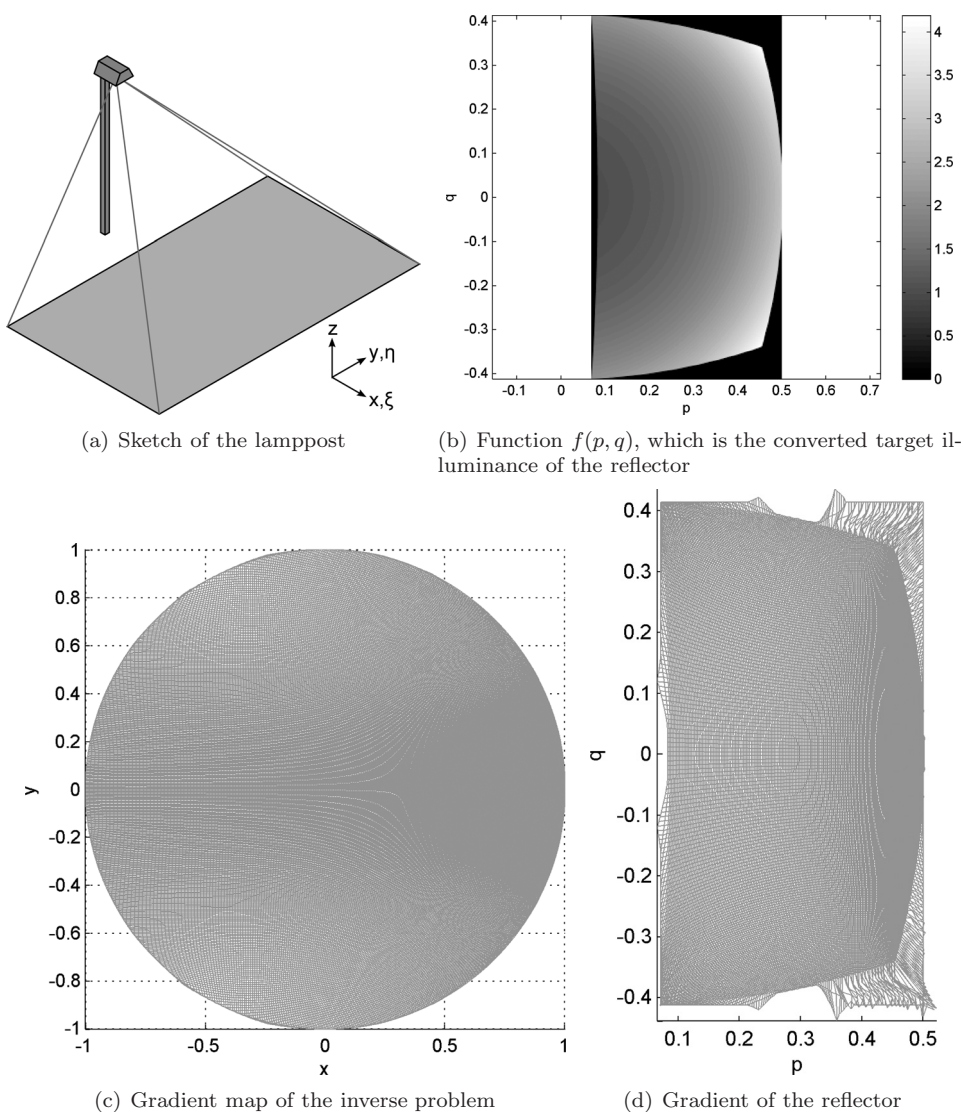 z
y,η
x,ξ
(a) Sketch of the lamppost
0.4
0.3
0.2
0.1
0
-0.1
-0.2
-0.3
-0.4
q
-0.1 0 0.1 0.2 0.3 0.4 0.5 0.6 0.7
p
4
3.5
3
2.5
2
1.5
1
0.5
0
(b) Function f(p, q), which is the converted target il-
luminance of the reflector
1
0.8
0.6
0.4
0.2
0
-0.2
-0.4
-0.6
-0.8
-1
y
-1 -0.5 0 0.5 1
x
(c) Gradient map of the inverse problem
0.4
0.3
0.2
0.1
0
-0.1
-0.2
-0.3
-0.4
q
0.1 0.2 0.3 0.4 0.5
p
(d) Gradient of the reflector